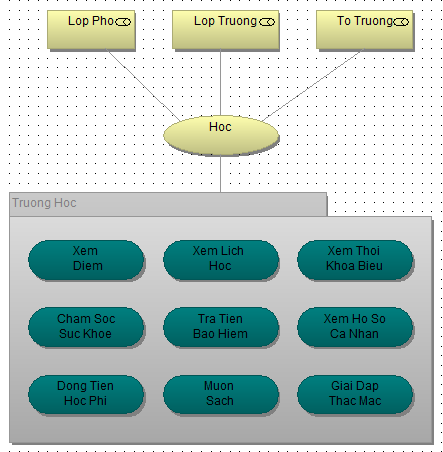 Lop Pho
Lop Truong
To Truong
Hoc
Truong Hoc
Xem
Diem
Xem Lich
Hoc
Xem Thoi
Khoa Bieu
Cham Soc
Suc Khoe
Tra Tien
Bao Hiem
Xem Ho So
Ca Nhan
Dong Tien
Hoc Phi
Muon
Sach
Giai Dap
Thac Mac